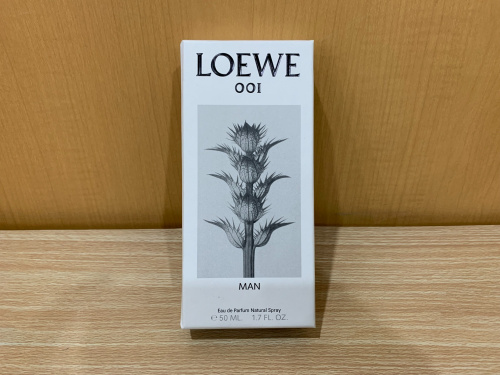 LOEWE
001
MAN
Eau de Parfum Natural Spray
℮ 50 ML. 1.7 FL. OZ.